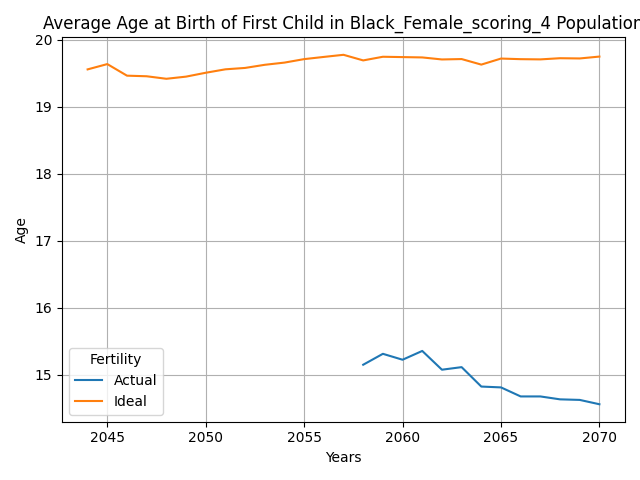 Average Age at Birth of First Child in Black_Female_scoring_4 Population
20
19
18
17
16
15
Age
Fertility
Actual
Ideal
2045 2050 2055 2060 2065 2070
Years